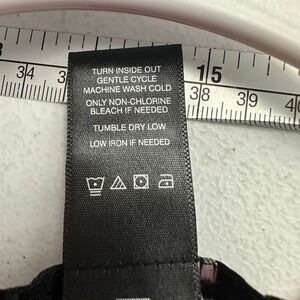 TURN INSIDE OUT
GENTLE CYCLE
MACHINE WASH COLD
ONLY NON-CHLORINE
BLEACH IF NEEDED
TUMBLE DRY LOW
LOW IRON IF NEEDED
34
15
38
39